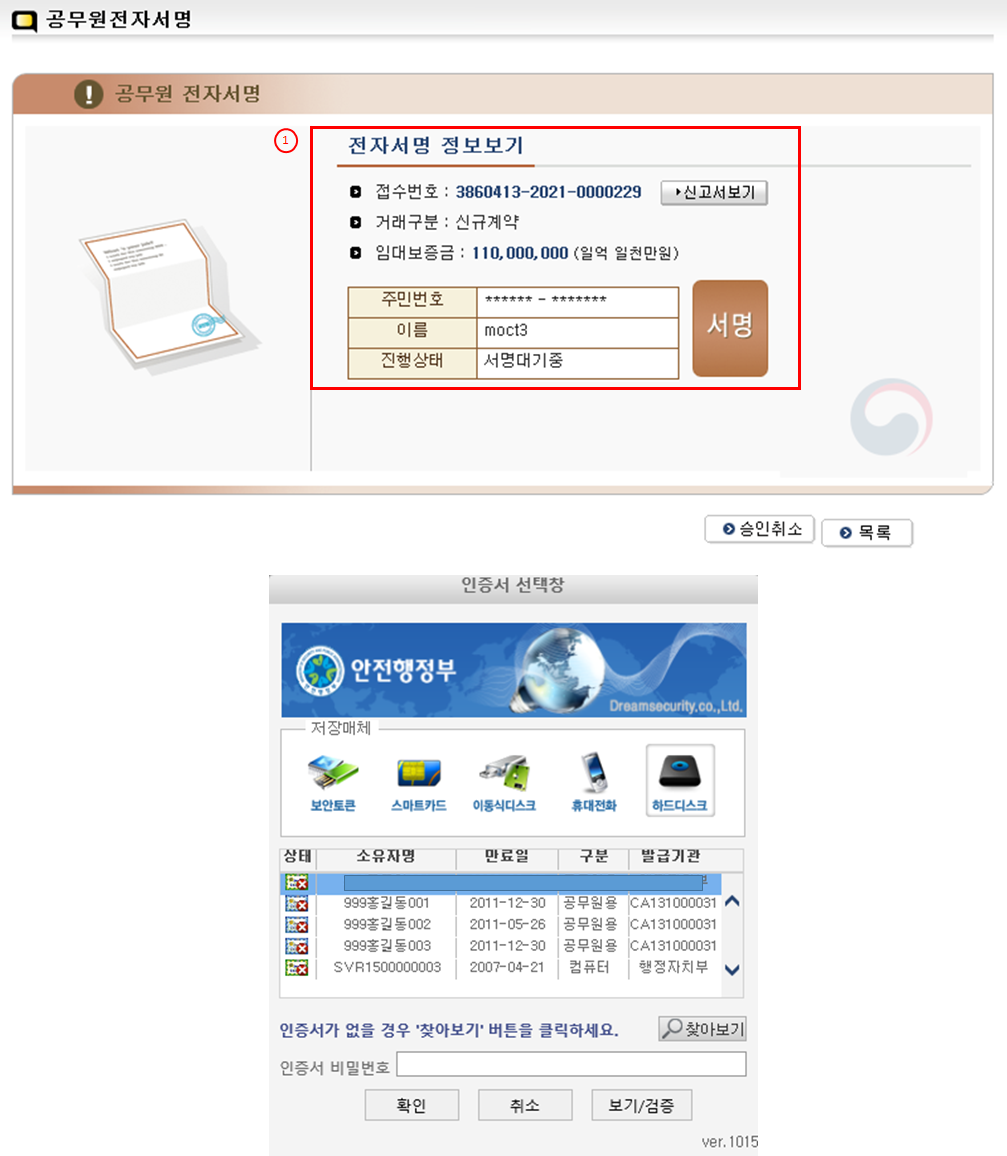 공무원전자서명
공무원 전자서명
1
전자서명 정보보기
접수번호 : 3860413-2021-0000229 신고서보기
거래구분 : 신규계약
임대보증금 : 110,000,000 (일억 일천만원)
주민번호 ****** - *******
이름 moct3
진행상태 서명대기중
서명
승인취소 목록
인증서 선택창
안전행정부
Dreamsecurity.co.,Ltd.
저장매체
보안토큰 스마트카드 이동식디스크 휴대전화 하드디스크
상태 소유자명 만료일 구분 발급기관
999홍길동001 2011-12-30 공무원용 CA131000031
999홍길동002 2011-05-26 공무원용 CA131000031
999홍길동003 2011-12-30 공무원용 CA131000031
SVR1500000003 2007-04-21 컴퓨터 행정자치부
인증서가 없을 경우 '찾아보기' 버튼을 클릭하세요. 찾아보기
인증서 비밀번호
확인 취소 보기/검증
ver.1015